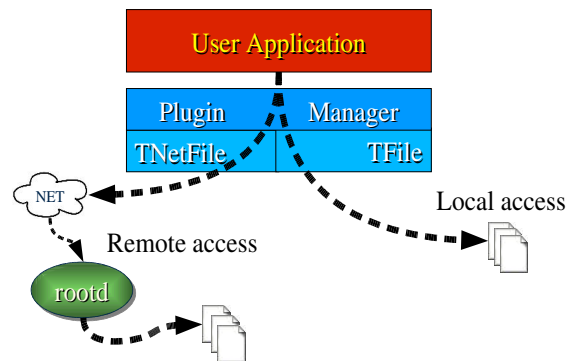 User Application
Plugin Manager
TNetFile TFile
NET
Local access
Remote access
rootd